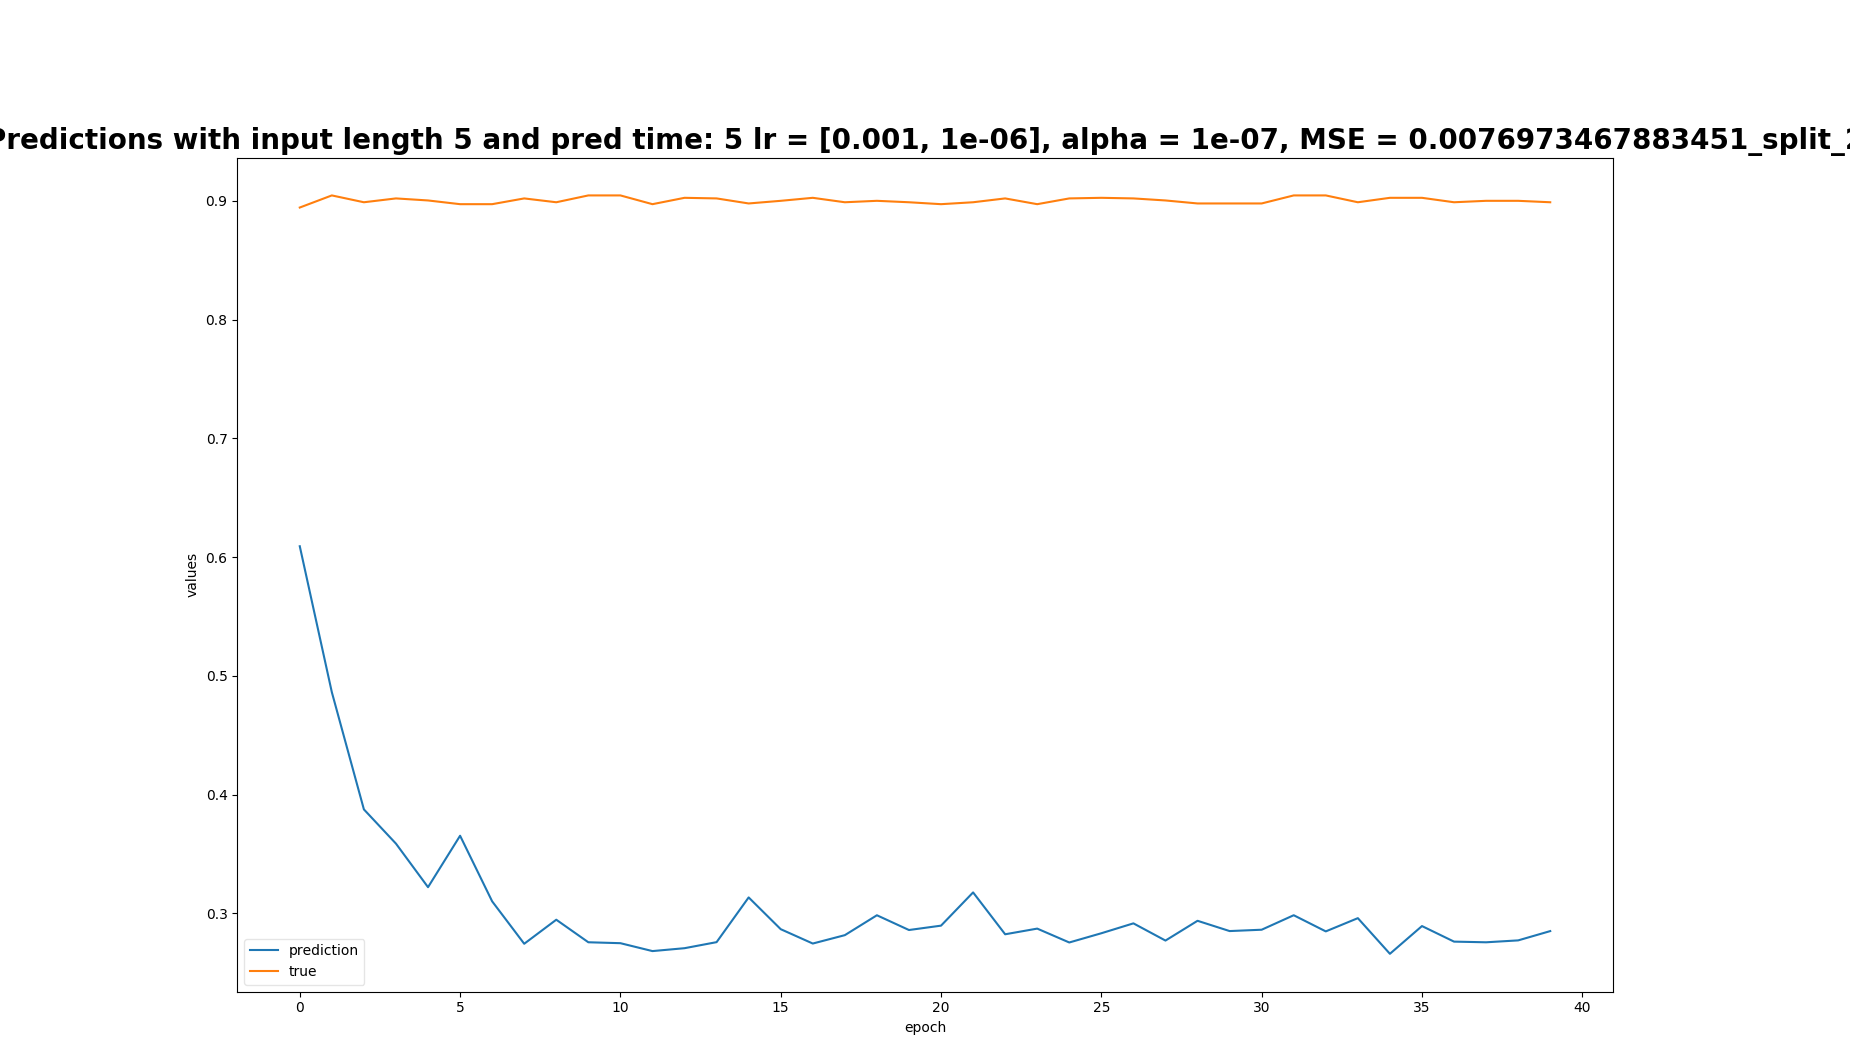 Predictions with input length 5 and pred time: 5 lr = [0.001, 1e-06], alpha = 1e-07, MSE = 0.0076973467883451_split_2
0.9
0.8
0.7
0.6
0.5
0.4
0.3
values
prediction
true
0 5 10 15 20 25 30 35 40
epoch